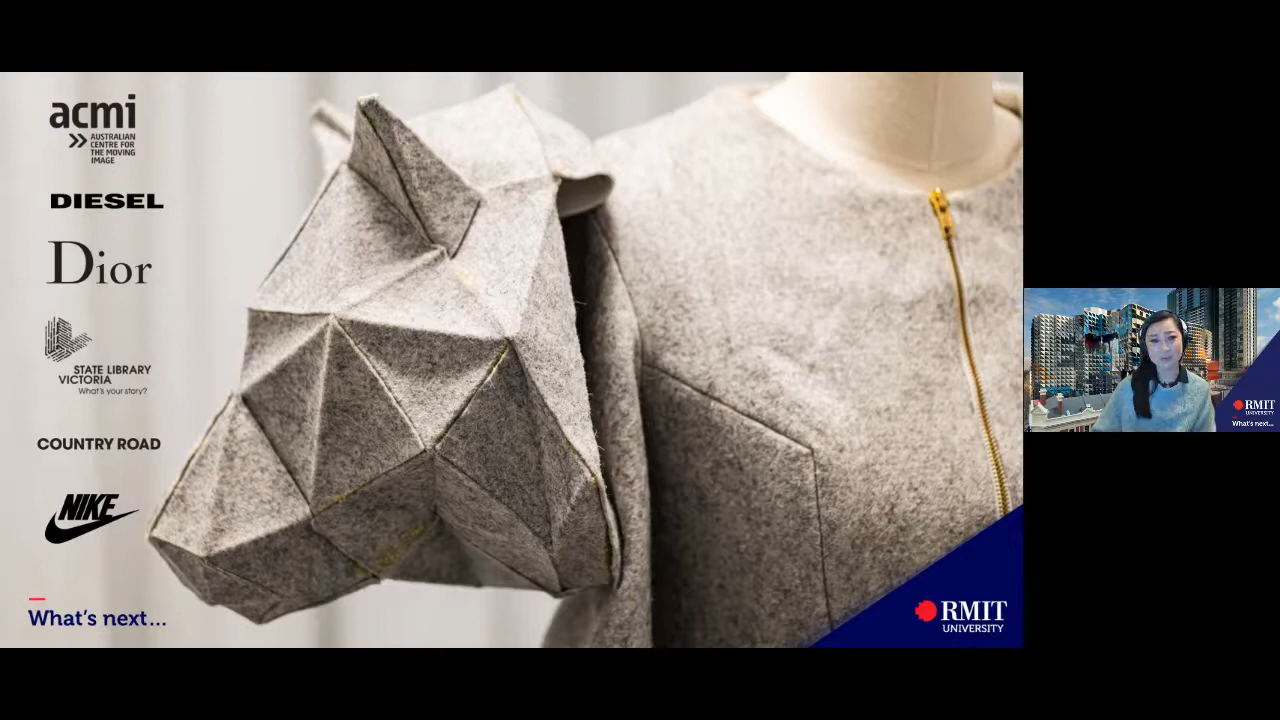 acmi
AUSTRALIAN
CENTRE FOR
THE MOVING
IMAGE
DIESEL
Dior
STATE LIBRARY
VICTORIA
What's your story?
COUNTRY ROAD
NIKE
What's next...
RMIT
UNIVERSITY
RMIT
UNIVERSITY
What's next...